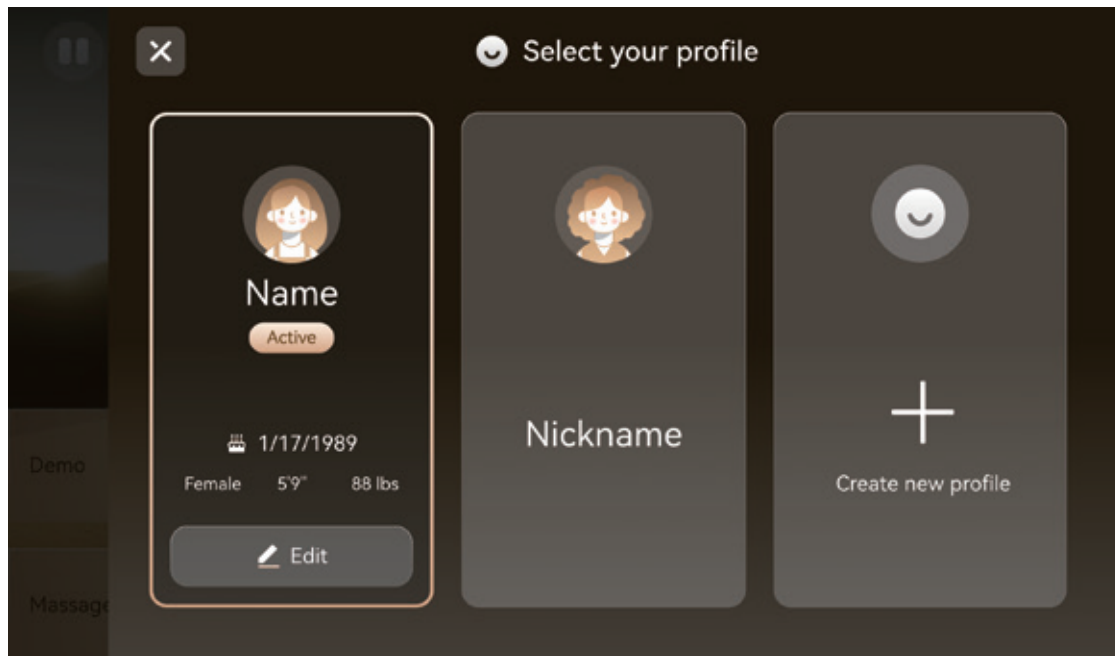 Select your profile
Name
Active
1/17/1989
Female 5'9" 88 lbs
Edit
Nickname
Create new profile
Demo
Massage